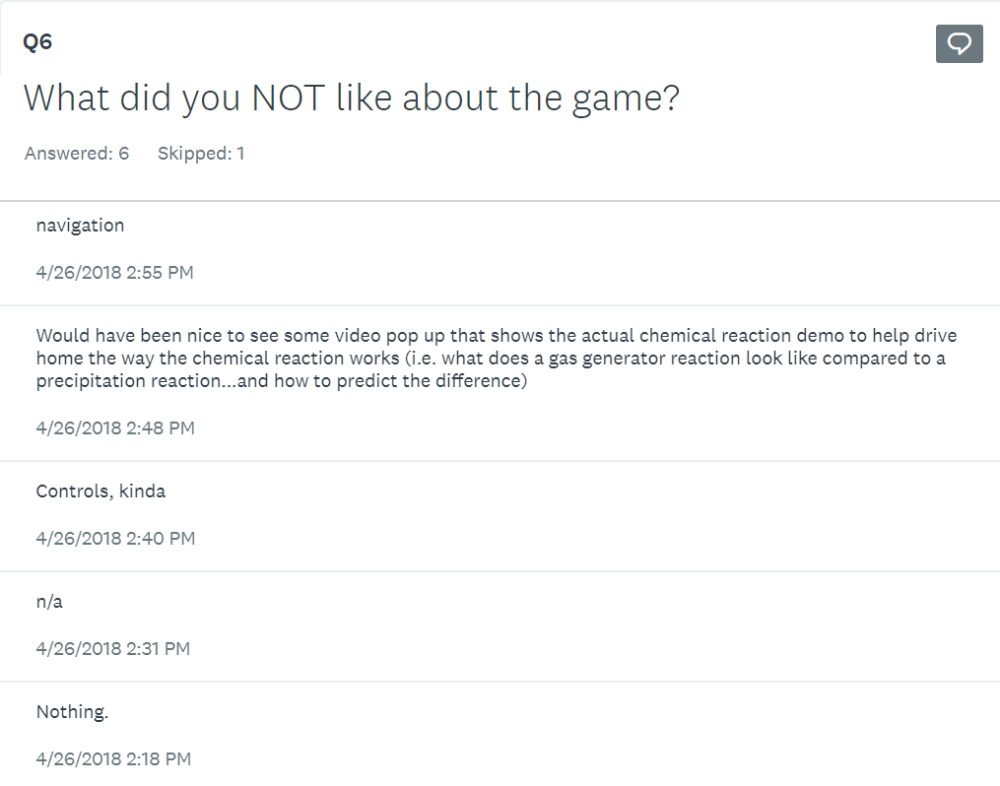 Q6
What did you NOT like about the game?
Answered: 6 Skipped: 1
navigation
4/26/2018 2:55 PM
Would have been nice to see some video pop up that shows the actual chemical reaction demo to help drive
home the way the chemical reaction works (i.e. what does a gas generator reaction look like compared to a
precipitation reaction...and how to predict the difference)
4/26/2018 2:48 PM
Controls, kinda
4/26/2018 2:40 PM
n/a
4/26/2018 2:31 PM
Nothing.
4/26/2018 2:18 PM